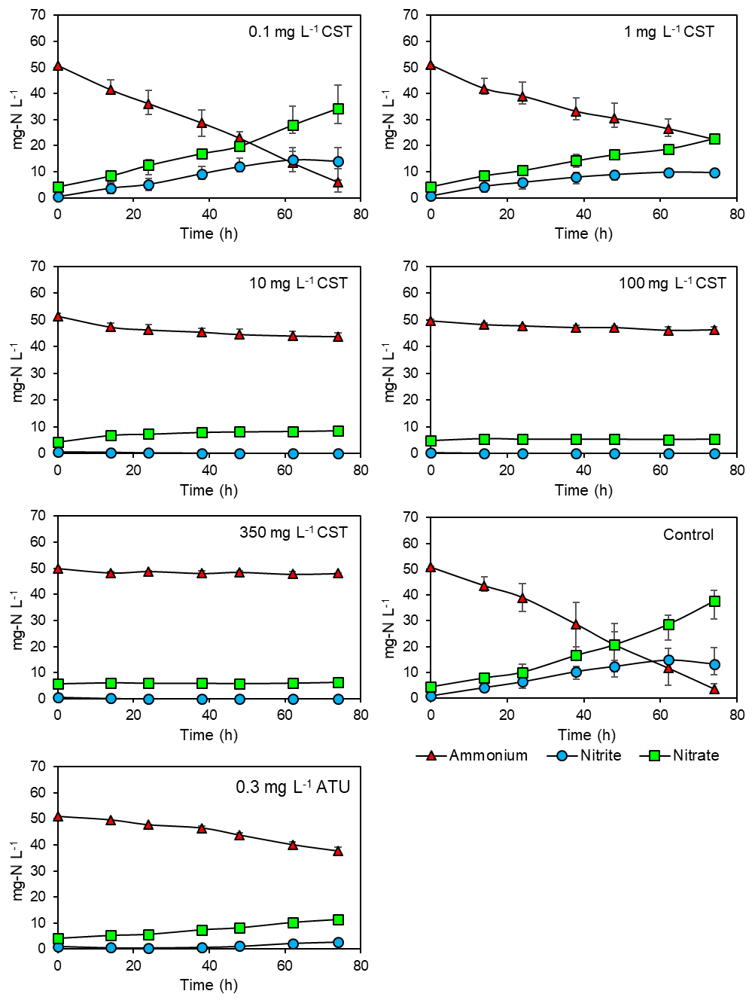 0.1 mg L-1 CST
mg-N L-1
70
60
50
40
30
20
10
0
0 20 40 60 80
Time (h)
1 mg L-1 CST
mg-N L-1
70
60
50
40
30
20
10
0
0 20 40 60 80
Time (h)
10 mg L-1 CST
mg-N L-1
70
60
50
40
30
20
10
0
0 20 40 60 80
Time (h)
100 mg L-1 CST
mg-N L-1
70
60
50
40
30
20
10
0
0 20 40 60 80
Time (h)
350 mg L-1 CST
mg-N L-1
70
60
50
40
30
20
10
0
0 20 40 60 80
Time (h)
Control
mg-N L-1
70
60
50
40
30
20
10
0
0 20 40 60 80
Time (h)
Ammonium Nitrite Nitrate
0.3 mg L-1 ATU
mg-N L-1
70
60
50
40
30
20
10
0
0 20 40 60 80
Time (h)